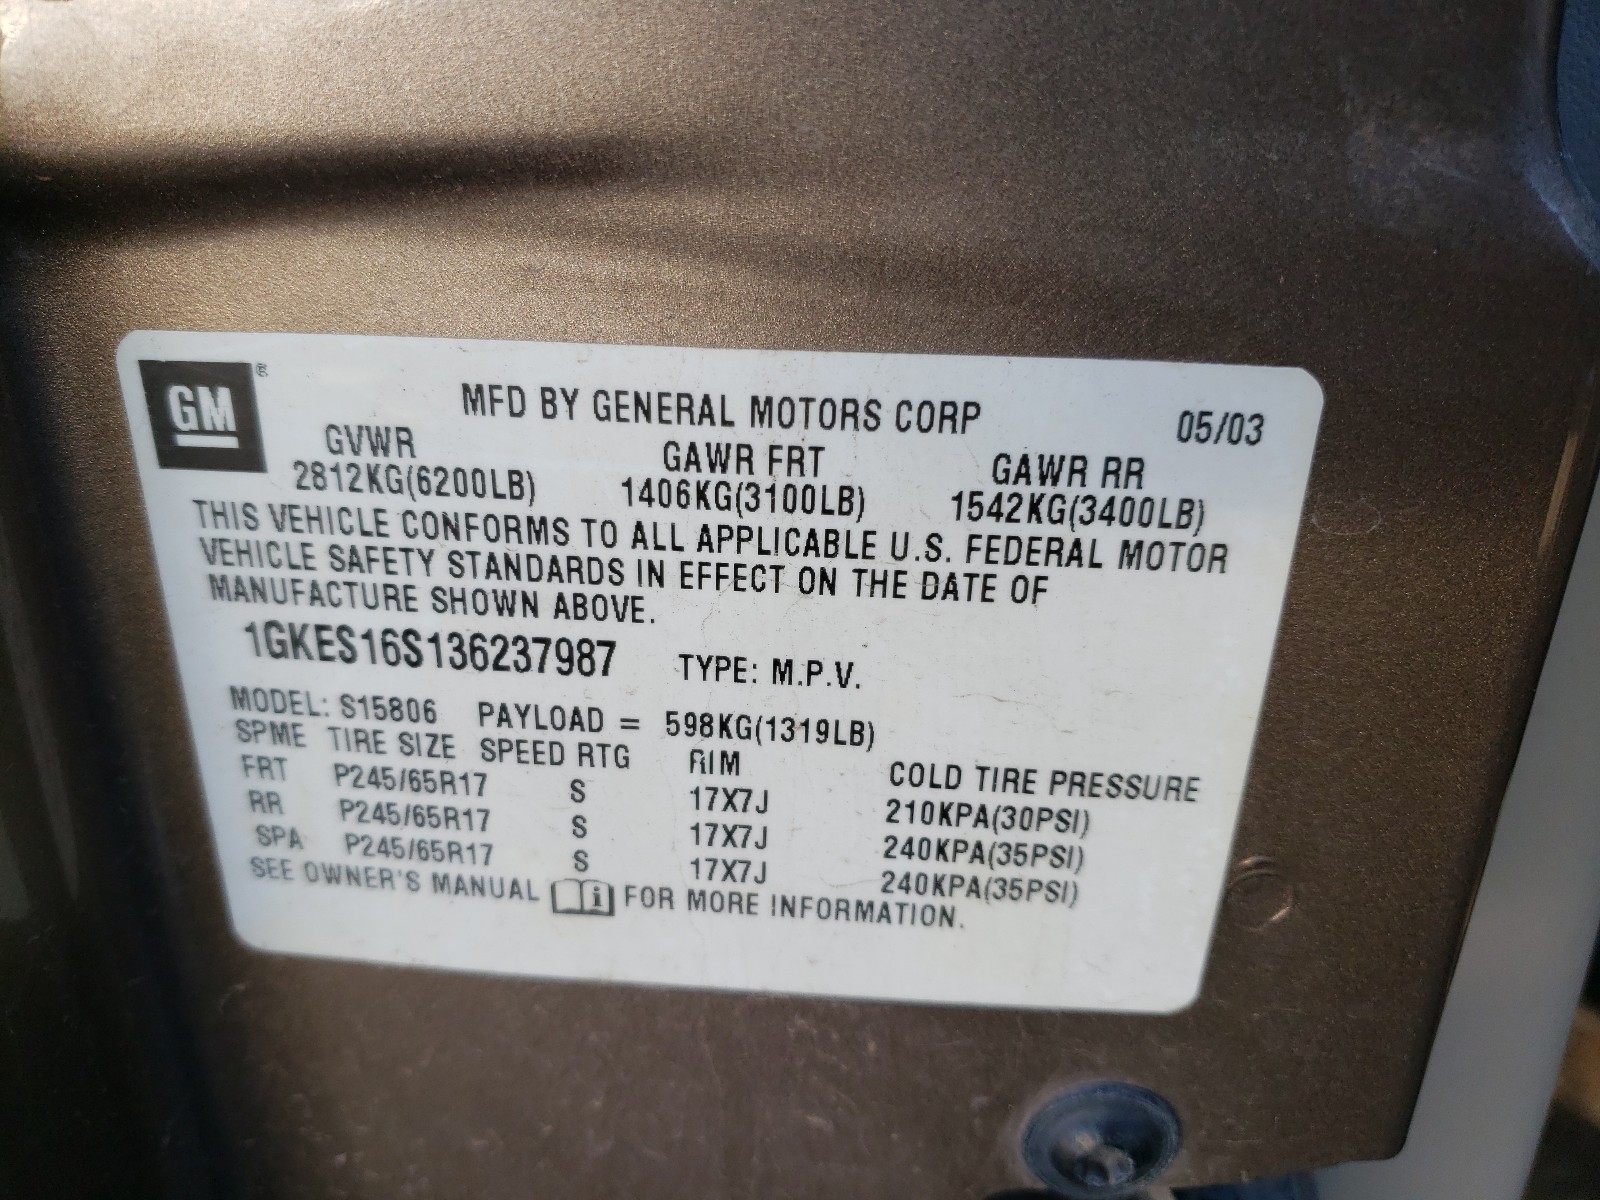 GM ®
MFD BY GENERAL MOTORS CORP 05/03
GVWR GAWR FRT GAWR RR
2812KG(6200LB) 1406KG(3100LB) 1542KG(3400LB)
THIS VEHICLE CONFORMS TO ALL APPLICABLE U.S. FEDERAL MOTOR
VEHICLE SAFETY STANDARDS IN EFFECT ON THE DATE OF
MANUFACTURE SHOWN ABOVE.
1GKES16S136237987 TYPE: M.P.V.
MODEL: S15806 PAYLOAD = 598KG(1319LB)
SPME TIRE SIZE SPEED RTG RIM COLD TIRE PRESSURE
FRT P245/65R17 S 17X7J 210KPA(30PSI)
RR P245/65R17 S 17X7J 240KPA(35PSI)
SPA P245/65R17 S 17X7J 240KPA(35PSI)
SEE OWNER'S MANUAL i FOR MORE INFORMATION.